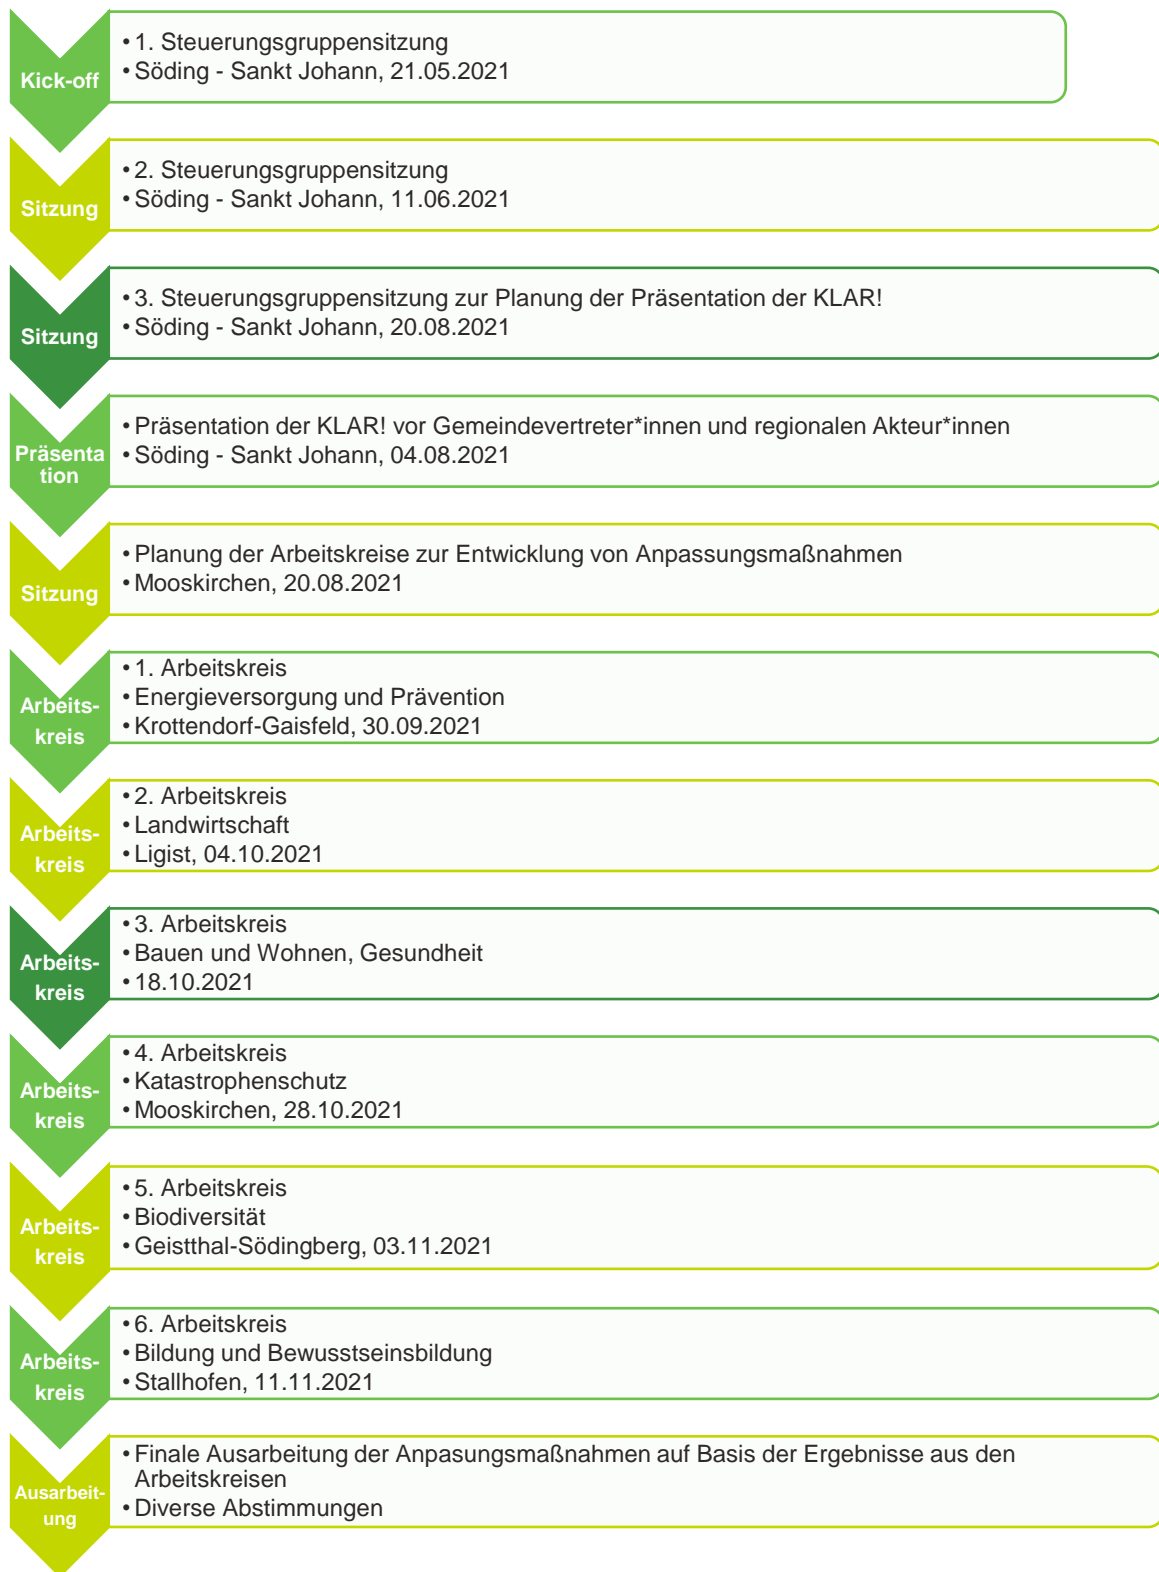 Kick-off
• 1. Steuerungsgruppensitzung
• Söding - Sankt Johann, 21.05.2021
Sitzung
• 2. Steuerungsgruppensitzung
• Söding - Sankt Johann, 11.06.2021
Sitzung
• 3. Steuerungsgruppensitzung zur Planung der Präsentation der KLAR!
• Söding - Sankt Johann, 20.08.2021
Präsenta
tion
• Präsentation der KLAR! vor Gemeindevertreter*innen und regionalen Akteur*innen
• Söding - Sankt Johann, 04.08.2021
Sitzung
• Planung der Arbeitskreise zur Entwicklung von Anpassungsmaßnahmen
• Mooskirchen, 20.08.2021
Arbeits-
kreis
• 1. Arbeitskreis
• Energieversorgung und Prävention
• Krottendorf-Gaisfeld, 30.09.2021
Arbeits-
kreis
• 2. Arbeitskreis
• Landwirtschaft
• Ligist, 04.10.2021
Arbeits-
kreis
• 3. Arbeitskreis
• Bauen und Wohnen, Gesundheit
• 18.10.2021
Arbeits-
kreis
• 4. Arbeitskreis
• Katastrophenschutz
• Mooskirchen, 28.10.2021
Arbeits-
kreis
• 5. Arbeitskreis
• Biodiversität
• Geistthal-Södingberg, 03.11.2021
Arbeits-
kreis
• 6. Arbeitskreis
• Bildung und Bewusstseinsbildung
• Stallhofen, 11.11.2021
Ausarbeit-
ung
• Finale Ausarbeitung der Anpasungsmaßnahmen auf Basis der Ergebnisse aus den
Arbeitskreisen
• Diverse Abstimmungen